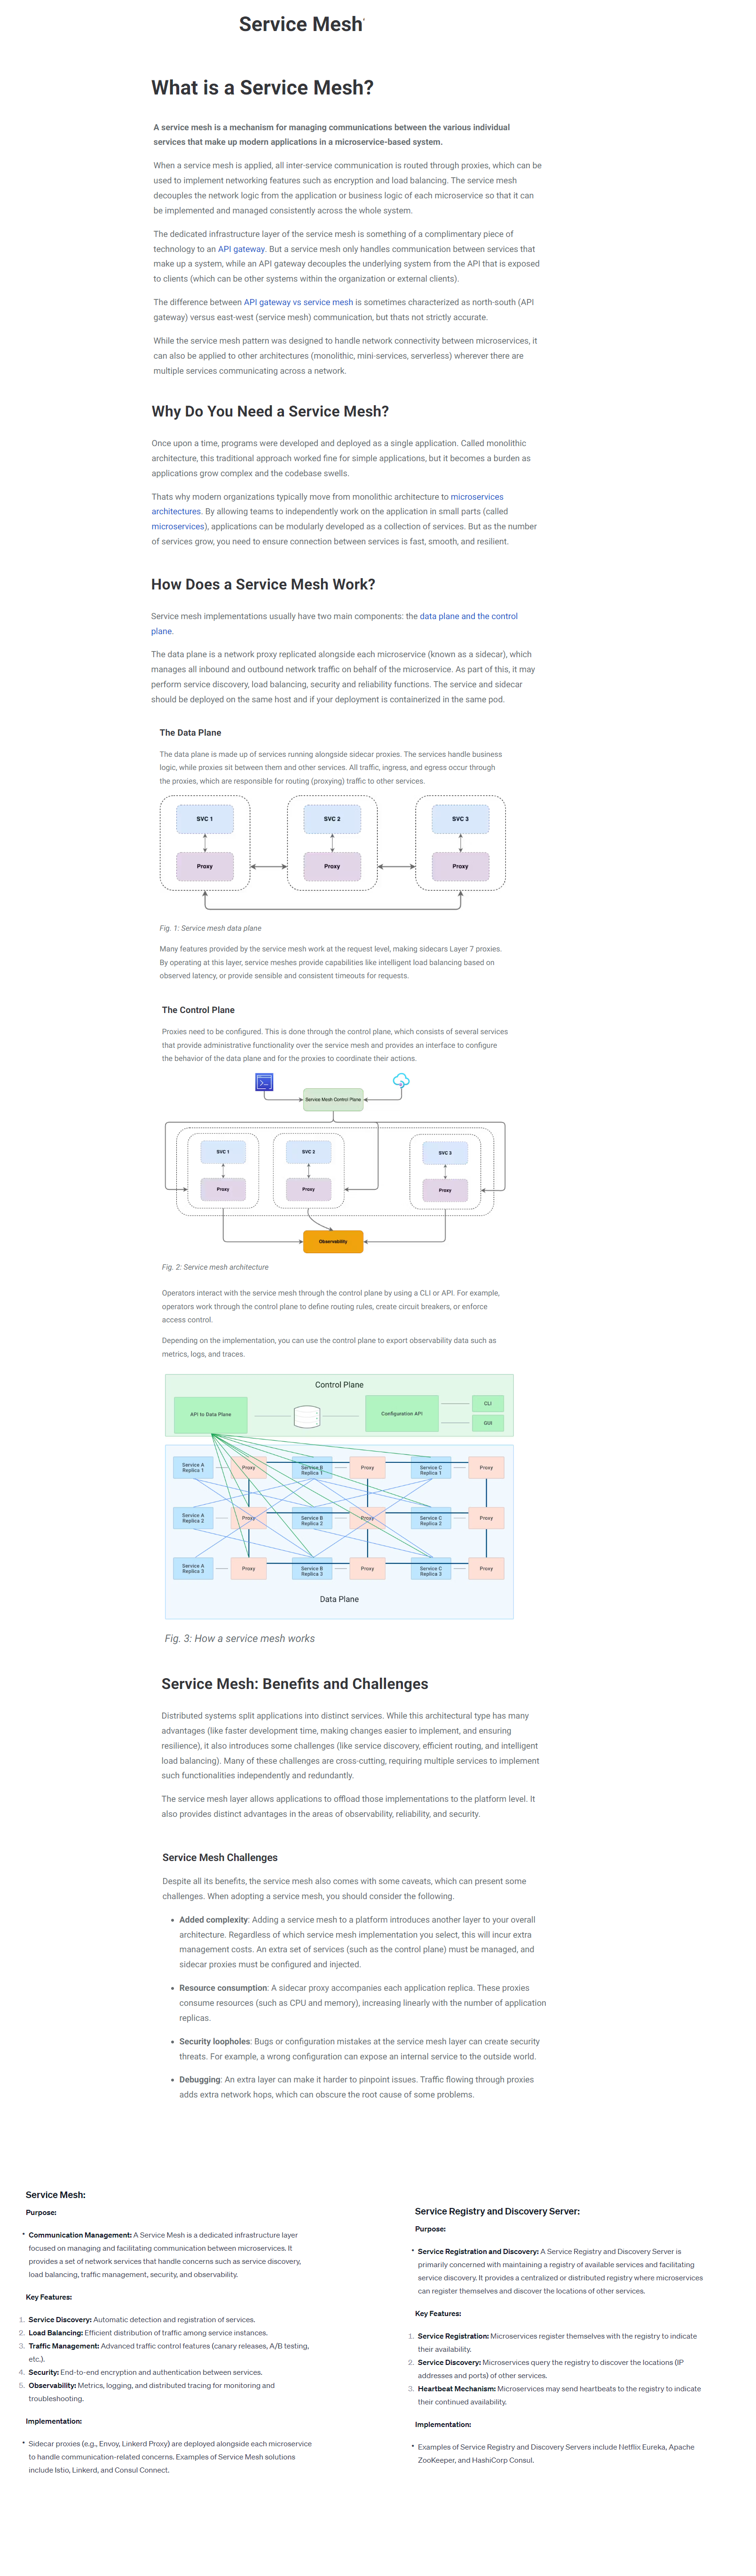 Service Mesh
What is a Service Mesh?
A service mesh is a mechanism for managing communications between the various individual
services that make up modern applications in a microservice-based system.
When a service mesh is applied, all inter-service communication is routed through proxies, which can be
used to implement networking features such as encryption and load balancing. The service mesh
decouples the network logic from the application or business logic of each microservice so that it can
be implemented and managed consistently across the whole system.
The dedicated infrastructure layer of the service mesh is something of a complimentary piece of
technology to an API gateway. But a service mesh only handles communication between services that
make up a system, while an API gateway decouples the underlying system from the API that is exposed
to clients (which can be other systems within the organization or external clients).
The difference between API gateway vs service mesh is sometimes characterized as north-south (API
gateway) versus east-west (service mesh) communication, but thats not strictly accurate.
While the service mesh pattern was designed to handle network connectivity between microservices, it
can also be applied to other architectures (monolithic, mini-services, serverless) wherever there are
multiple services communicating across a network.
Why Do You Need a Service Mesh?
Once upon a time, programs were developed and deployed as a single application. Called monolithic
architecture, this traditional approach worked fine for simple applications, but it becomes a burden as
applications grow complex and the codebase swells.
Thats why modern organizations typically move from monolithic architecture to microservices
architectures. By allowing teams to independently work on the application in small parts (called
microservices), applications can be modularly developed as a collection of services. But as the number
of services grow, you need to ensure connection between services is fast, smooth, and resilient.
How Does a Service Mesh Work?
Service mesh implementations usually have two main components: the data plane and the control
plane.
The data plane is a network proxy replicated alongside each microservice (known as a sidecar), which
manages all inbound and outbound network traffic on behalf of the microservice. As part of this, it may
perform service discovery, load balancing, security and reliability functions. The service and sidecar
should be deployed on the same host and if your deployment is containerized in the same pod.
The Data Plane
The data plane is made up of services running alongside sidecar proxies. The services handle business
logic, while proxies sit between them and other services. All traffic, ingress, and egress occur through
the proxies, which are responsible for routing (proxying) traffic to other services.
SVC 1
SVC 2
SVC 3
Proxy
Proxy
Proxy
Fig. 1: Service mesh data plane
Many features provided by the service mesh work at the request level, making sidecars Layer 7 proxies.
By operating at this layer, service meshes provide capabilities like intelligent load balancing based on
observed latency, or provide sensible and consistent timeouts for requests.
The Control Plane
Proxies need to be configured. This is done through the control plane, which consists of several services
that provide administrative functionality over the service mesh and provides an interface to configure
the behavior of the data plane and for the proxies to coordinate their actions.
Service Mesh Control Plane
SVC 1
SVC 2
SVC 3
Proxy
Proxy
Proxy
Observability
Fig. 2: Service mesh architecture
Operators interact with the service mesh through the control plane by using a CLI or API. For example,
operators work through the control plane to define routing rules, create circuit breakers, or enforce
access control.
Depending on the implementation, you can use the control plane to export observability data such as
metrics, logs, and traces.
Control Plane
API to Data Plane
Configuration API
CLI
GUI
Service A
Replica 1
Proxy
Service B
Replica 1
Proxy
Service C
Replica 1
Proxy
Service A
Replica 2
Proxy
Service B
Replica 2
Proxy
Service C
Replica 2
Proxy
Service A
Replica 3
Proxy
Service B
Replica 3
Proxy
Service C
Replica 3
Proxy
Data Plane
Fig. 3: How a service mesh works
Service Mesh: Benefits and Challenges
Distributed systems split applications into distinct services. While this architectural type has many
advantages (like faster development time, making changes easier to implement, and ensuring
resilience), it also introduces some challenges (like service discovery, efficient routing, and intelligent
load balancing). Many of these challenges are cross-cutting, requiring multiple services to implement
such functionalities independently and redundantly.
The service mesh layer allows applications to offload those implementations to the platform level. It
also provides distinct advantages in the areas of observability, reliability, and security.
Service Mesh Challenges
Despite all its benefits, the service mesh also comes with some caveats, which can present some
challenges. When adopting a service mesh, you should consider the following.
• Added complexity: Adding a service mesh to a platform introduces another layer to your overall
architecture. Regardless of which service mesh implementation you select, this will incur extra
management costs. An extra set of services (such as the control plane) must be managed, and
sidecar proxies must be configured and injected.
• Resource consumption: A sidecar proxy accompanies each application replica. These proxies
consume resources (such as CPU and memory), increasing linearly with the number of application
replicas.
• Security loopholes: Bugs or configuration mistakes at the service mesh layer can create security
threats. For example, a wrong configuration can expose an internal service to the outside world.
• Debugging: An extra layer can make it harder to pinpoint issues. Traffic flowing through proxies
adds extra network hops, which can obscure the root cause of some problems.
Service Mesh:
Purpose:
• Communication Management: A Service Mesh is a dedicated infrastructure layer
focused on managing and facilitating communication between microservices. It
provides a set of network services that handle concerns such as service discovery,
load balancing, traffic management, security, and observability.
Key Features:
1. Service Discovery: Automatic detection and registration of services.
2. Load Balancing: Efficient distribution of traffic among service instances.
3. Traffic Management: Advanced traffic control features (canary releases, A/B testing,
etc.).
4. Security: End-to-end encryption and authentication between services.
5. Observability: Metrics, logging, and distributed tracing for monitoring and
troubleshooting.
Implementation:
• Sidecar proxies (e.g., Envoy, Linkerd Proxy) are deployed alongside each microservice
to handle communication-related concerns. Examples of Service Mesh solutions
include Istio, Linkerd, and Consul Connect.
Service Registry and Discovery Server:
Purpose:
• Service Registration and Discovery: A Service Registry and Discovery Server is
primarily concerned with maintaining a registry of available services and facilitating
service discovery. It provides a centralized or distributed registry where microservices
can register themselves and discover the locations of other services.
Key Features:
1. Service Registration: Microservices register themselves with the registry to indicate
their availability.
2. Service Discovery: Microservices query the registry to discover the locations (IP
addresses and ports) of other services.
3. Heartbeat Mechanism: Microservices may send heartbeats to the registry to indicate
their continued availability.
Implementation:
• Examples of Service Registry and Discovery Servers include Netflix Eureka, Apache
ZooKeeper, and HashiCorp Consul.